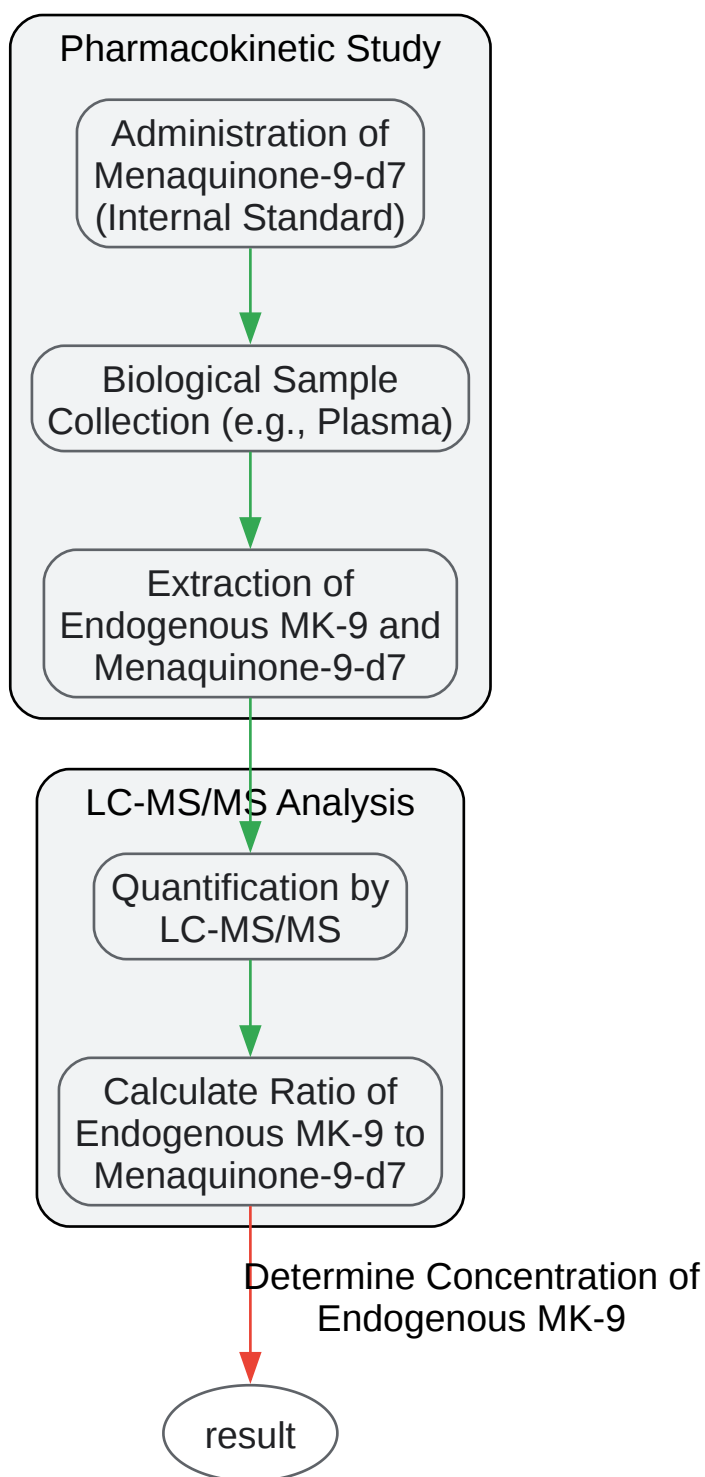 Pharmacokinetic Study
Administration of
Menaquinone-9-d7
(Internal Standard)
Biological Sample
Collection (e.g., Plasma)
Extraction of
Endogenous MK-9 and
Menaquinone-9-d7
LC-MS/MS Analysis
Quantification by
LC-MS/MS
Calculate Ratio of
Endogenous MK-9 to
Menaquinone-9-d7
Determine Concentration of
Endogenous MK-9
result